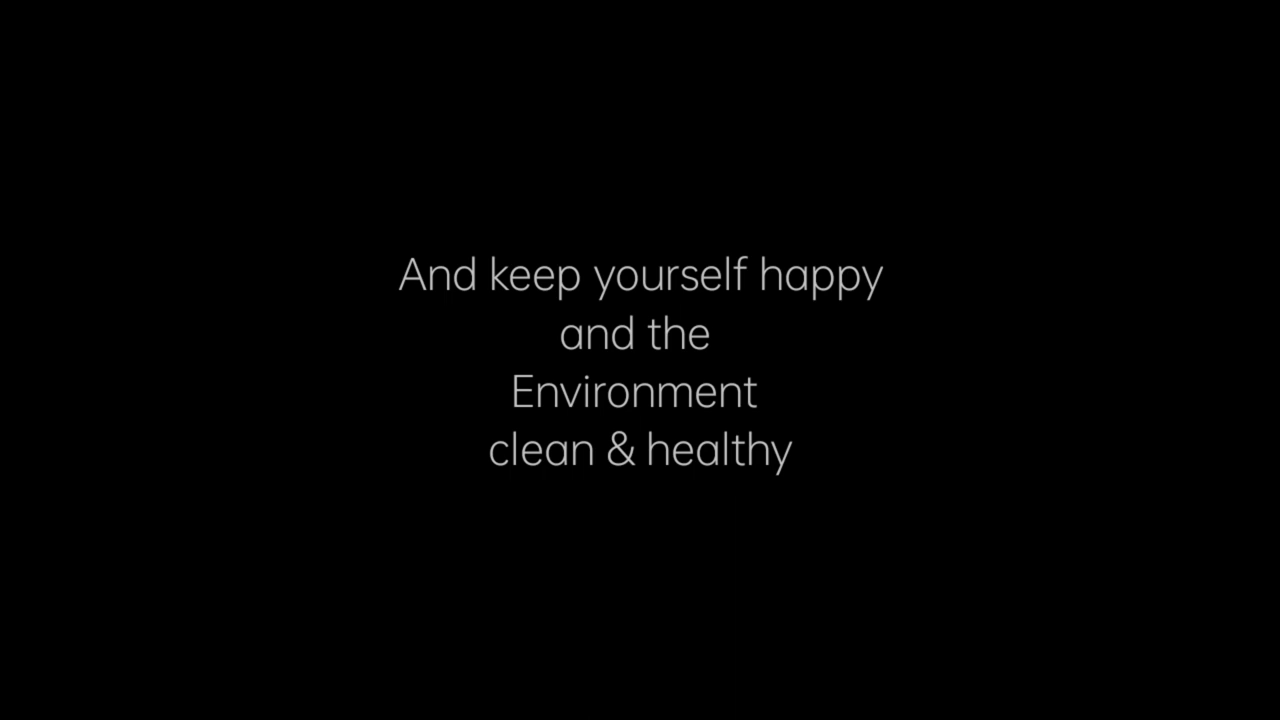 And keep yourself happy
and the
Environment
clean & healthy